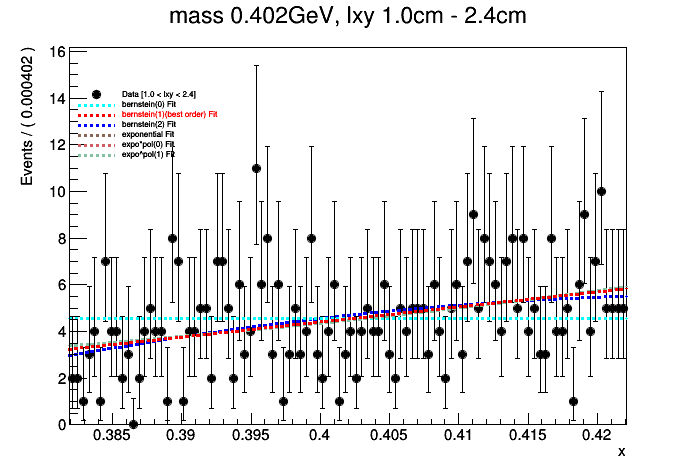 mass 0.402GeV, lxy 1.0cm - 2.4cm
Events / ( 0.000402 )
16
14
12
10
8
6
4
2
0
Data [1.0 < lxy < 2.4]
bernstein(0) Fit
bernstein(1)(best order) Fit
bernstein(2) Fit
exponential Fit
expo*pol(0) Fit
expo*pol(1) Fit
0.385 0.39 0.395 0.4 0.405 0.41 0.415 0.42
x